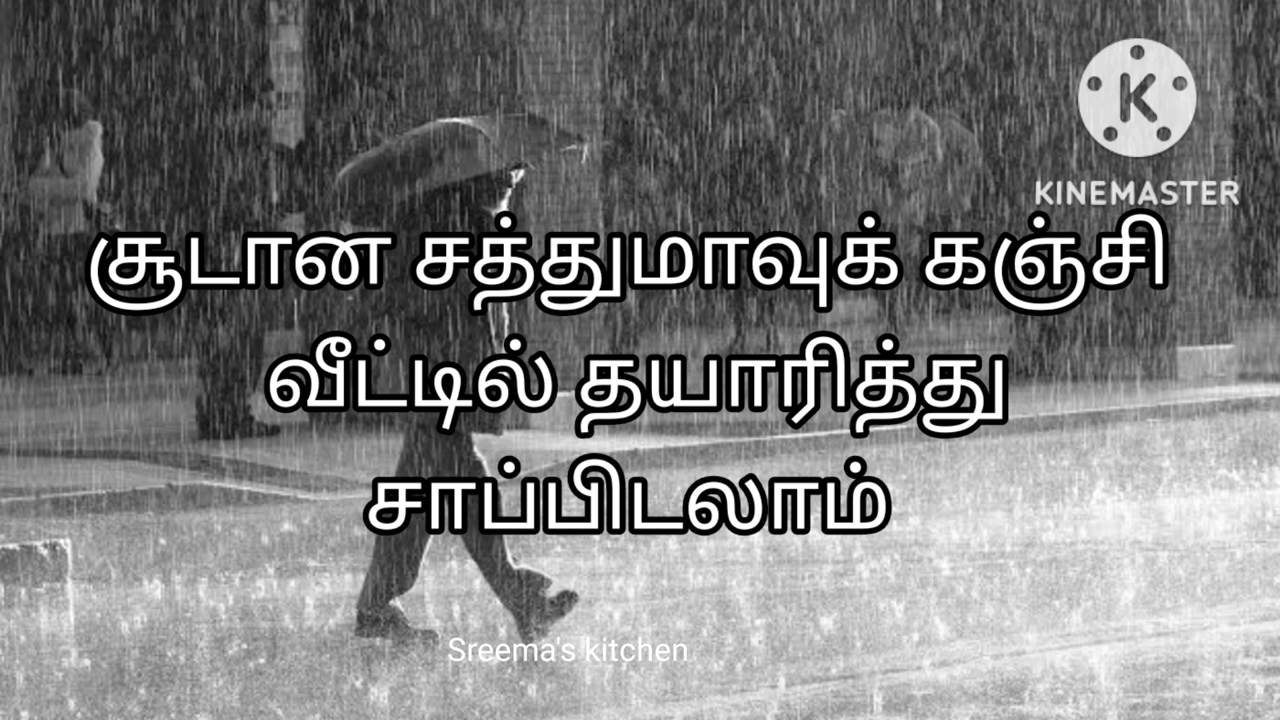 KINEMASTER
சூடான சத்துமாவுக் கஞ்சி
வீட்டில் தயாரித்து
சாப்பிடலாம்
Sreema's kitchen